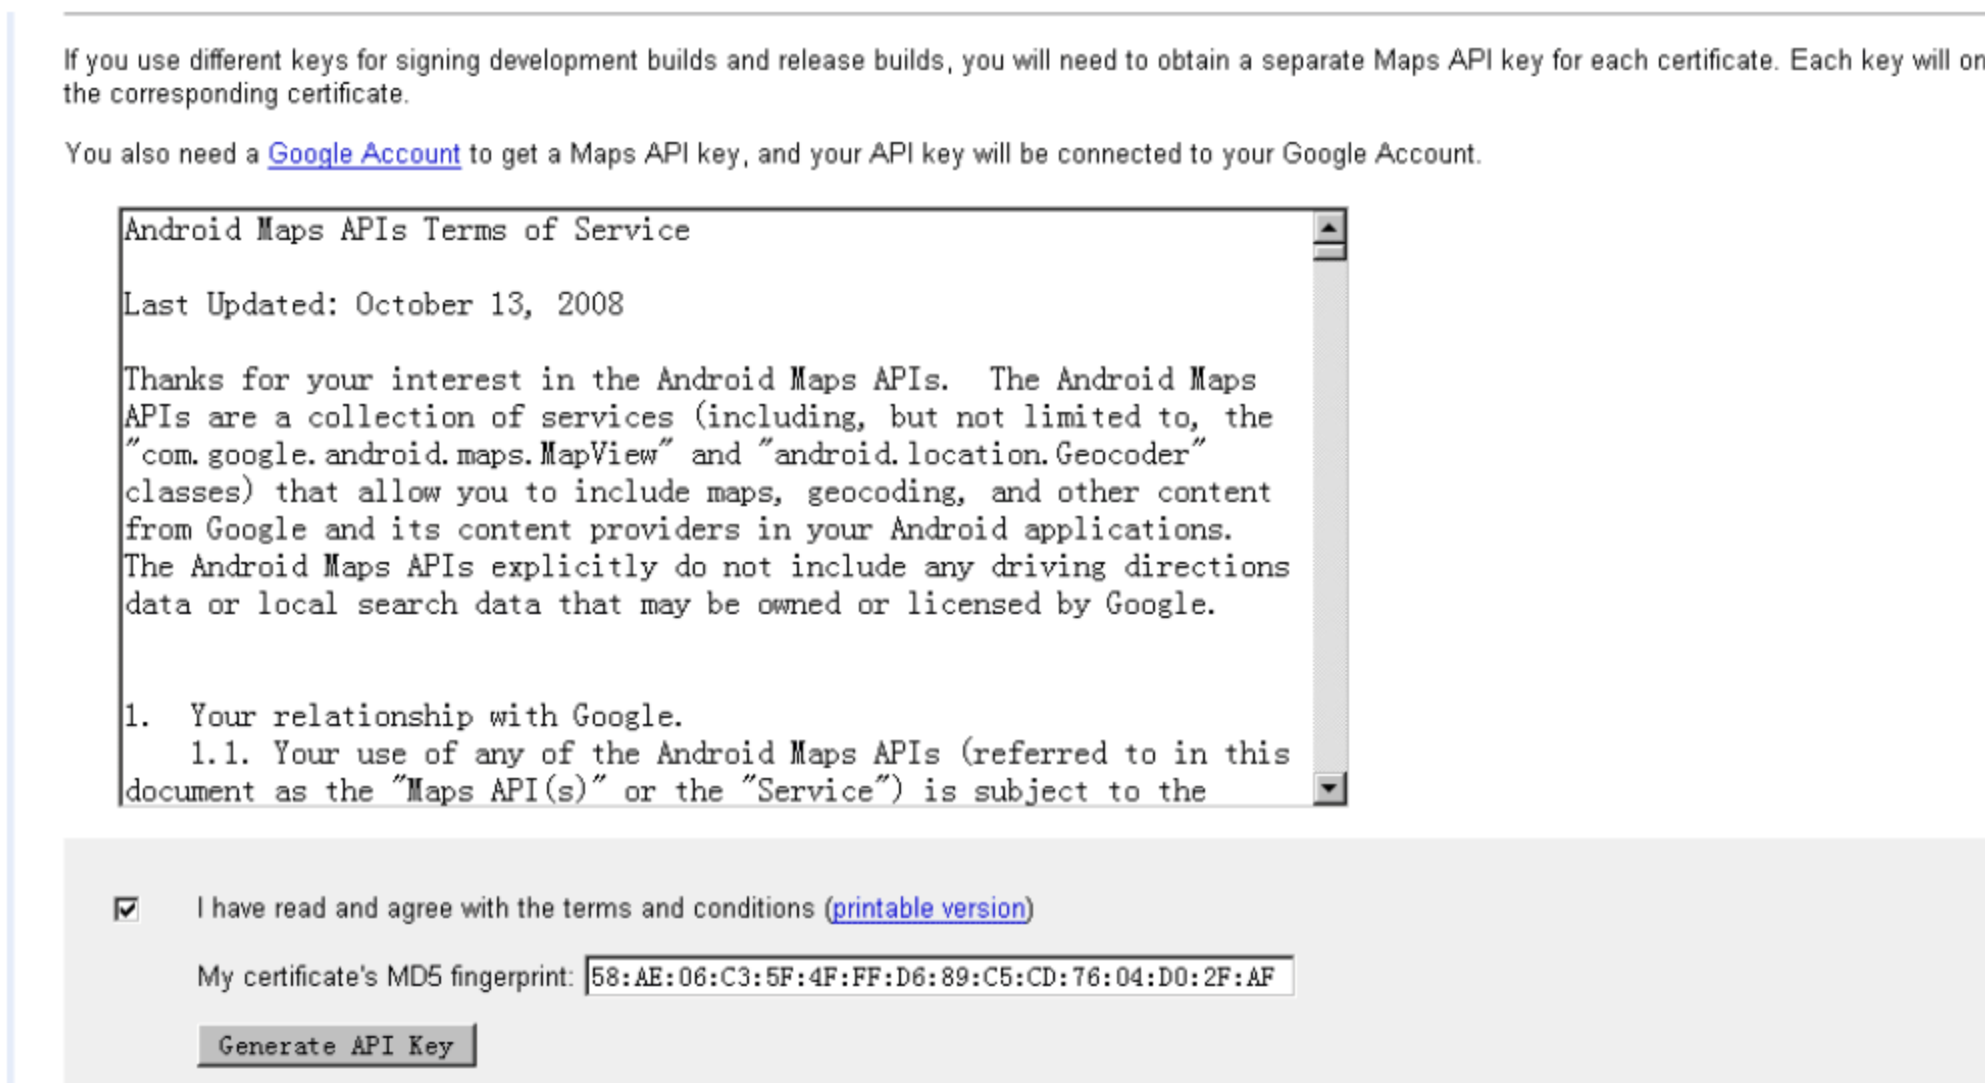 If you use different keys for signing development builds and release builds, you will need to obtain a separate Maps API key for each certificate. Each key will on
the corresponding certificate.
You also need a Google Account to get a Maps API key, and your API key will be connected to your Google Account.
Android Maps APIs Terms of Service
Last Updated: October 13, 2008
Thanks for your interest in the Android Maps APIs.  The Android Maps
APIs are a collection of services (including, but not limited to, the
"com.google.android.maps.MapView" and "android.location.Geocoder"
classes) that allow you to include maps, geocoding, and other content
from Google and its content providers in your Android applications.
The Android Maps APIs explicitly do not include any driving directions
data or local search data that may be owned or licensed by Google.
1.  Your relationship with Google.
1.1. Your use of any of the Android Maps APIs (referred to in this
document as the "Maps API(s)" or the "Service") is subject to the
I have read and agree with the terms and conditions (printable version)
My certificate's MD5 fingerprint: 58:AE:06:C3:5F:4F:FF:D6:89:C5:CD:76:04:D0:2F:AF
Generate API Key